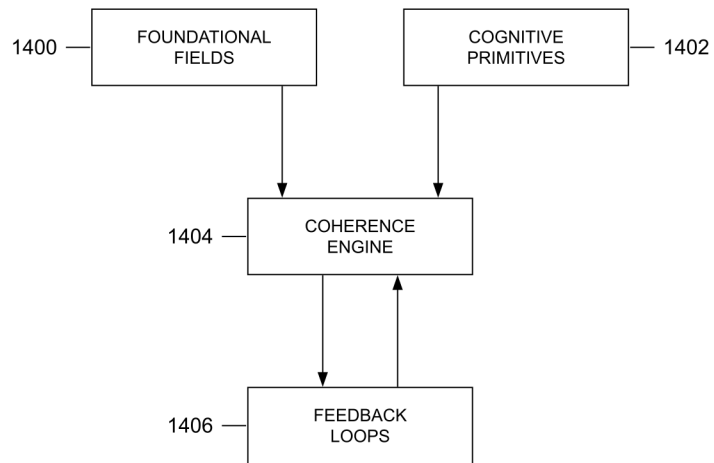 1400
FOUNDATIONAL
FIELDS
COGNITIVE
PRIMITIVES
1402
1404
COHERENCE
ENGINE
1406
FEEDBACK
LOOPS